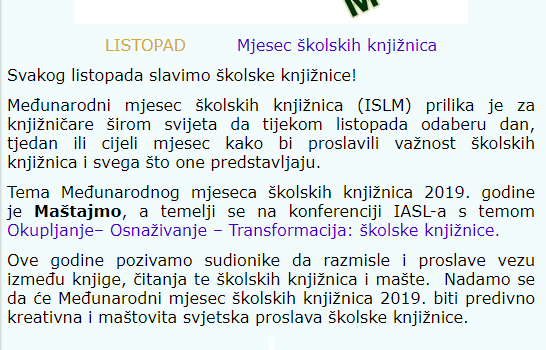 LISTOPAD Mjesec školskih knjižnica
Svakog listopada slavimo školske knjižnice!
Međunarodni mjesec školskih knjižnica (ISLM) prilika je za
knjižničare širom svijeta da tijekom listopada odaberu dan,
tjedan ili cijeli mjesec kako bi proslavili važnost školskih
knjižnica i svega što one predstavljaju.
Tema Međunarodnog mjeseca školskih knjižnica 2019. godine
je Maštajmo, a temelji se na konferenciji IASL-a s temom
Okupljanje– Osnaživanje – Transformacija: školske knjižnice.
Ove godine pozivamo sudionike da razmisle i proslave vezu
između knjige, čitanja te školskih knjižnica i mašte. Nadamo se
da će Međunarodni mjesec školskih knjižnica 2019. biti predivno
kreativna i maštovita svjetska proslava školske knjižnice.